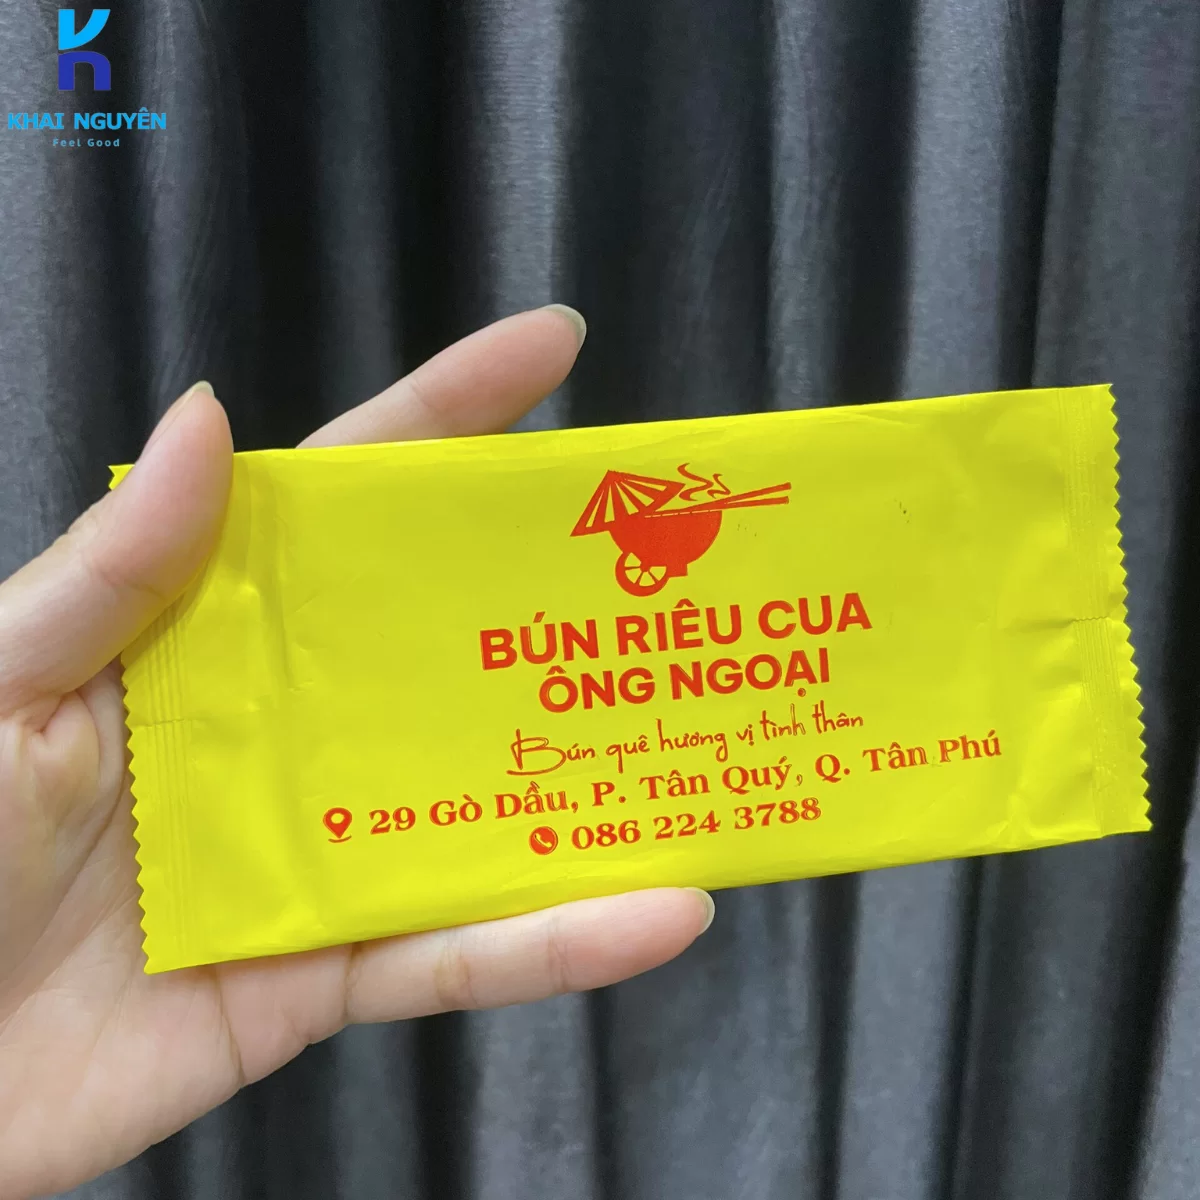 KHAI NGUYÊN
Feel Good
BÚN RIÊU CUA
ÔNG NGOẠI
Bún quê hương vị tình thân
29 Gò Dầu, P. Tân Quý, Q. Tân Phú
086 224 3788